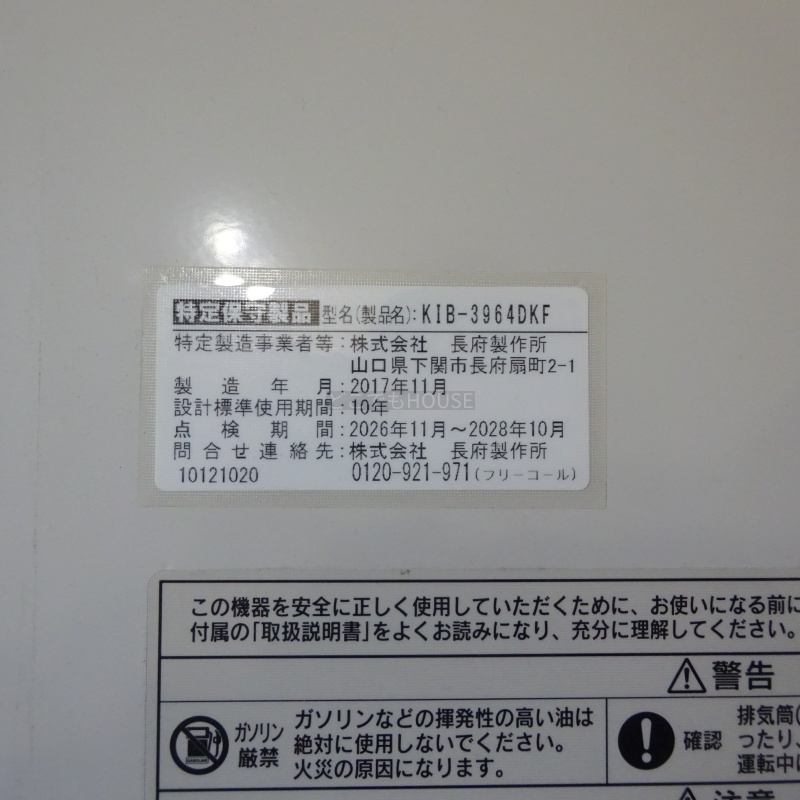 特定保守製品 型名(製品名):KIB-3964DKF
特定製造事業者等:株式会社 長府製作所
山口県下関市長府扇町2-1
製造年月:2017年11月
設計標準使用期間:10年
点検期間:2026年11月~2028年10月
問合せ連絡先:株式会社 長府製作所
10121020 0120-921-971(フリーコール)
でもHOUSE
この機器を安全に正しく使用していただくために、お使いになる前に
付属の「取扱説明書」をよくお読みになり、充分に理解してください。
警告
ガソリン
厳禁
GASOLINE
ガソリンなどの揮発性の高い油は
絶対に使用しないでください。
火災の原因になります。
確認
排気筒(
ったり、
運転中は
注意